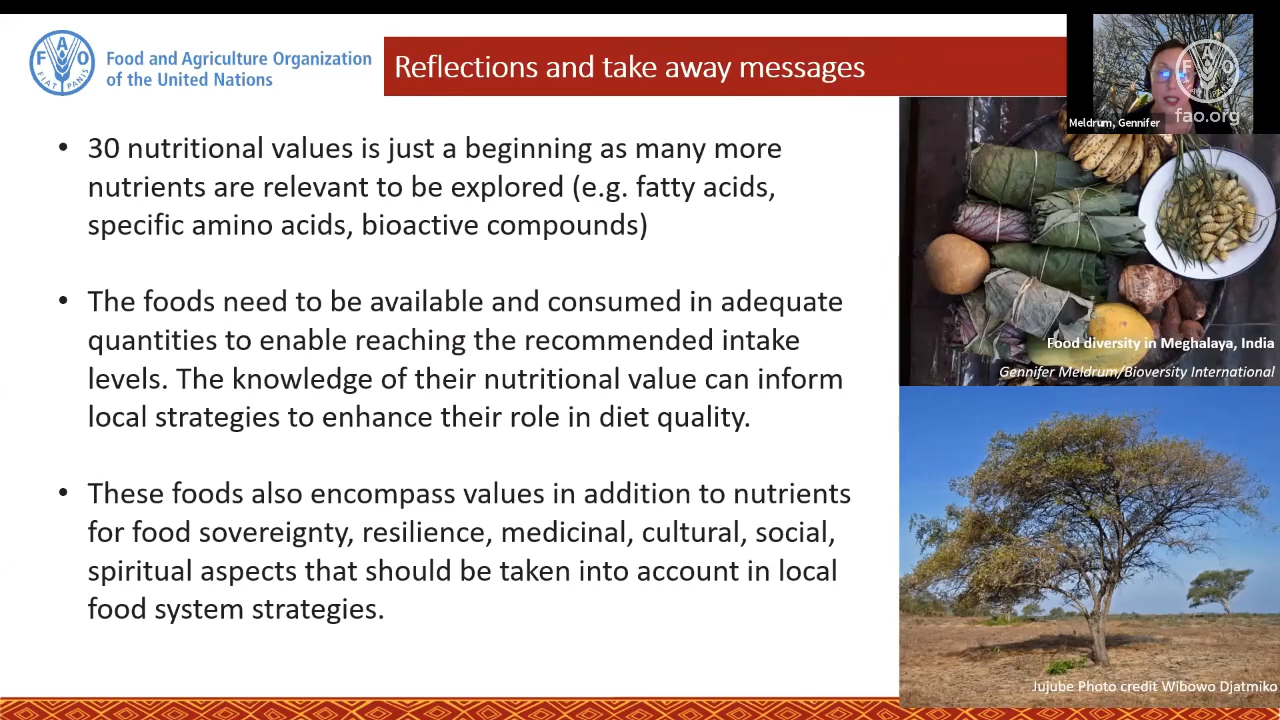 F A O
FIAT PANIS
Food and Agriculture Organization
of the United Nations
Reflections and take away messages
fao.org
Meldrum, Gennifer
• 30 nutritional values is just a beginning as many more
nutrients are relevant to be explored (e.g. fatty acids,
specific amino acids, bioactive compounds)
• The foods need to be available and consumed in adequate
quantities to enable reaching the recommended intake
levels. The knowledge of their nutritional value can inform
local strategies to enhance their role in diet quality.
• These foods also encompass values in addition to nutrients
for food sovereignty, resilience, medicinal, cultural, social,
spiritual aspects that should be taken into account in local
food system strategies.
Food diversity in Meghalaya, India
Gennifer Meldrum/Bioversity International
Jujube Photo credit Wibowo Djatmiko